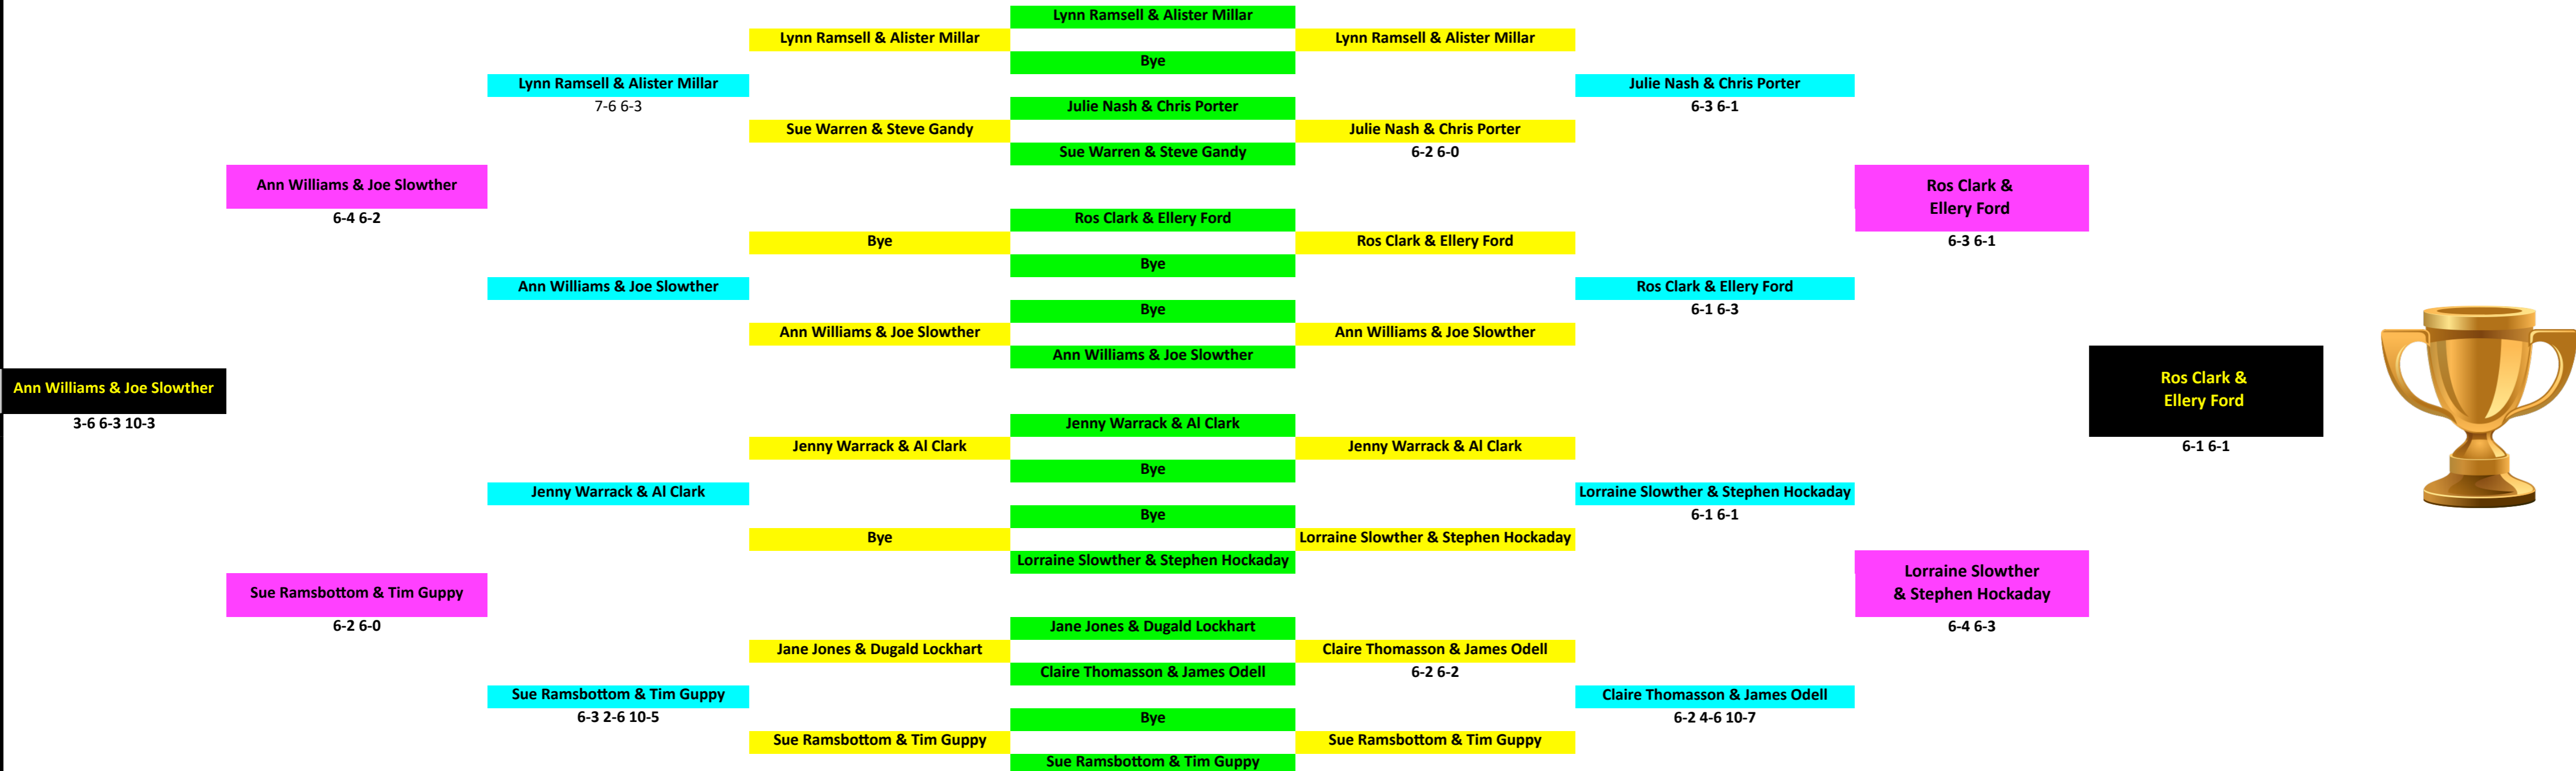 Lynn Ramsell & Alister Millar
Lynn Ramsell & Alister Millar
Lynn Ramsell & Alister Millar
Bye
Lynn Ramsell & Alister Millar
Julie Nash & Chris Porter
7-6 6-3
Julie Nash & Chris Porter
6-3 6-1
Sue Warren & Steve Gandy
Julie Nash & Chris Porter
Sue Warren & Steve Gandy
6-2 6-0
Ann Williams & Joe Slowther
Ros Clark &
Ellery Ford
6-4 6-2
Ros Clark & Ellery Ford
Bye
Ros Clark & Ellery Ford
6-3 6-1
Bye
Ann Williams & Joe Slowther
Ros Clark & Ellery Ford
Bye
6-1 6-3
Ann Williams & Joe Slowther
Ann Williams & Joe Slowther
Ann Williams & Joe Slowther
Ann Williams & Joe Slowther
Ros Clark &
Ellery Ford
3-6 6-3 10-3
Jenny Warrack & Al Clark
Jenny Warrack & Al Clark
Jenny Warrack & Al Clark
6-1 6-1
Bye
Jenny Warrack & Al Clark
Lorraine Slowther & Stephen Hockaday
Bye
6-1 6-1
Bye
Lorraine Slowther & Stephen Hockaday
Lorraine Slowther & Stephen Hockaday
Sue Ramsbottom & Tim Guppy
Lorraine Slowther
& Stephen Hockaday
6-2 6-0
Jane Jones & Dugald Lockhart
6-4 6-3
Jane Jones & Dugald Lockhart
Claire Thomasson & James Odell
Claire Thomasson & James Odell
6-2 6-2
Sue Ramsbottom & Tim Guppy
Claire Thomasson & James Odell
6-3 2-6 10-5
Bye
6-2 4-6 10-7
Sue Ramsbottom & Tim Guppy
Sue Ramsbottom & Tim Guppy
Sue Ramsbottom & Tim Guppy